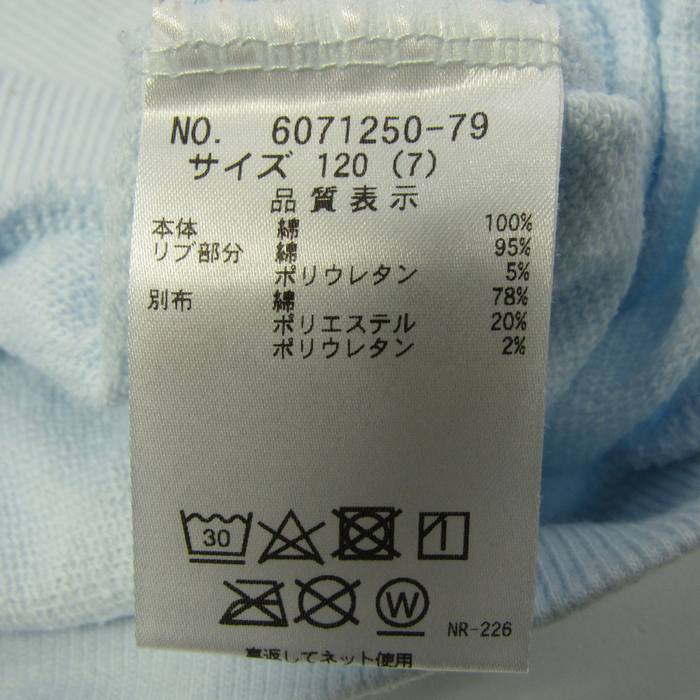 NO. 6071250-79
サイズ 120 (7)
品質表示
本体 綿 100%
リブ部分 綿 95%
ポリウレタン 5%
別布 綿 78%
ポリエステル 20%
ポリウレタン 2%
30
W
NR-226
裏返してネット使用